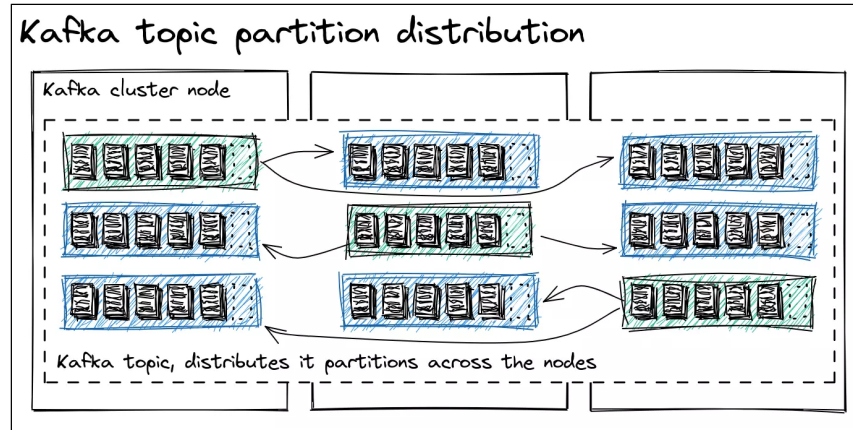 Kafka topic partition distribution
Kafka cluster node
Kafka topic, distributes it partitions across the nodes